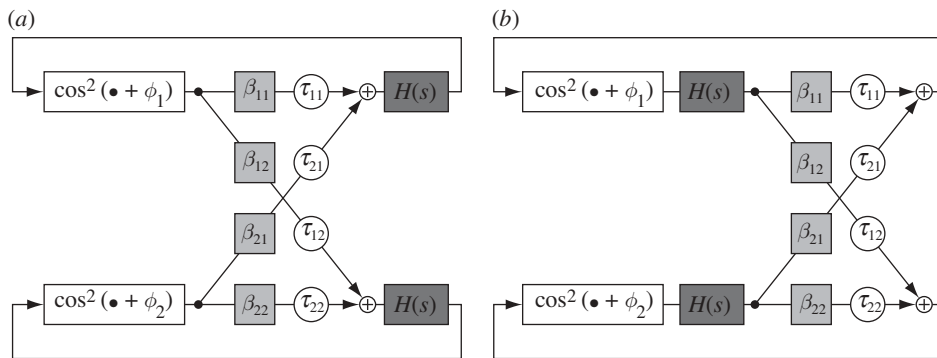 (a)
cos² (• + ϕ₁)
β₁₁
τ₁₁
+
H(s)
β₁₂
τ₂₁
β₂₁
τ₁₂
cos² (• + ϕ₂)
β₂₂
τ₂₂
+
H(s)
(b)
cos² (• + ϕ₁)
H(s)
β₁₁
τ₁₁
+
β₁₂
τ₂₁
β₂₁
τ₁₂
cos² (• + ϕ₂)
H(s)
β₂₂
τ₂₂
+